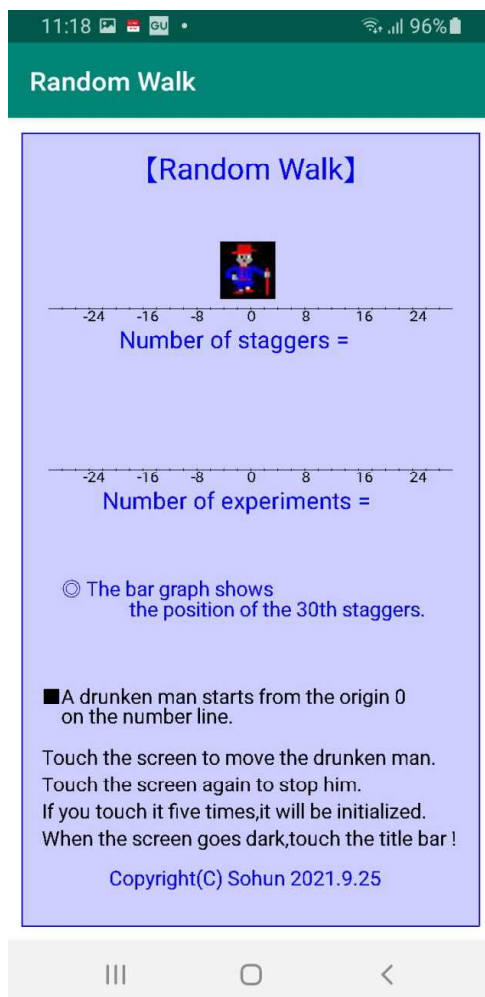 11:18 GU • 96%
Random Walk
【Random Walk】
-24 -16 -8 0 8 16 24
Number of staggers =
-24 -16 -8 0 8 16 24
Number of experiments =
◎ The bar graph shows
the position of the 30th staggers.
■A drunken man starts from the origin 0
on the number line.
Touch the screen to move the drunken man.
Touch the screen again to stop him.
If you touch it five times,it will be initialized.
When the screen goes dark,touch the title bar !
Copyright(C) Sohun 2021.9.25